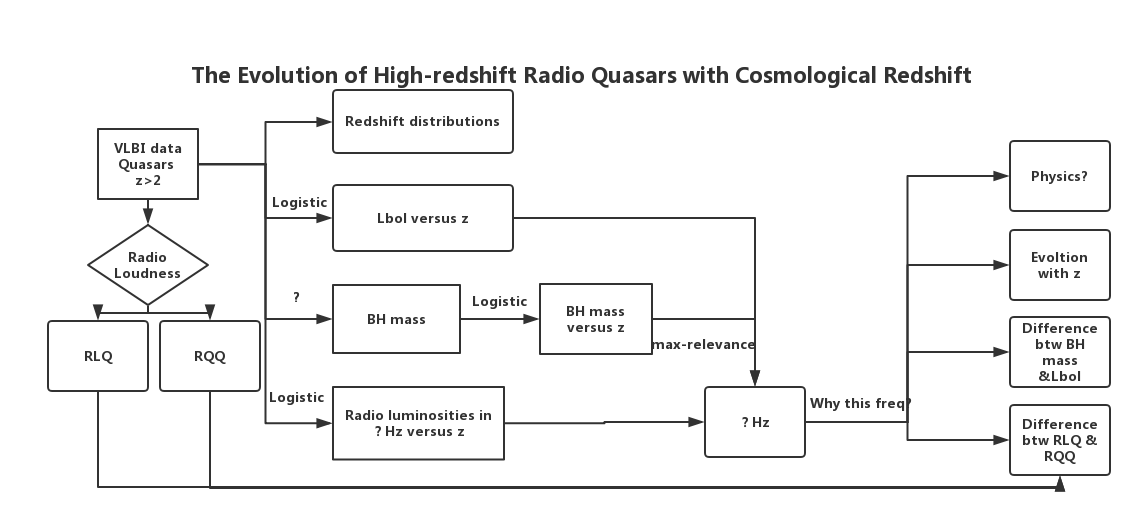 The Evolution of High-redshift Radio Quasars with Cosmological Redshift
VLBI data
Quasars
z>2
Radio
Loudness
RLQ
RQQ
Redshift distributions
Logistic
Lbol versus z
?
BH mass
Logistic
BH mass
versus z
max-relevance
Logistic
Radio luminosities in
? Hz versus z
? Hz
Why this freq?
Physics?
Evoltion
with z
Difference
btw BH
mass
&Lbol
Difference
btw RLQ &
RQQ